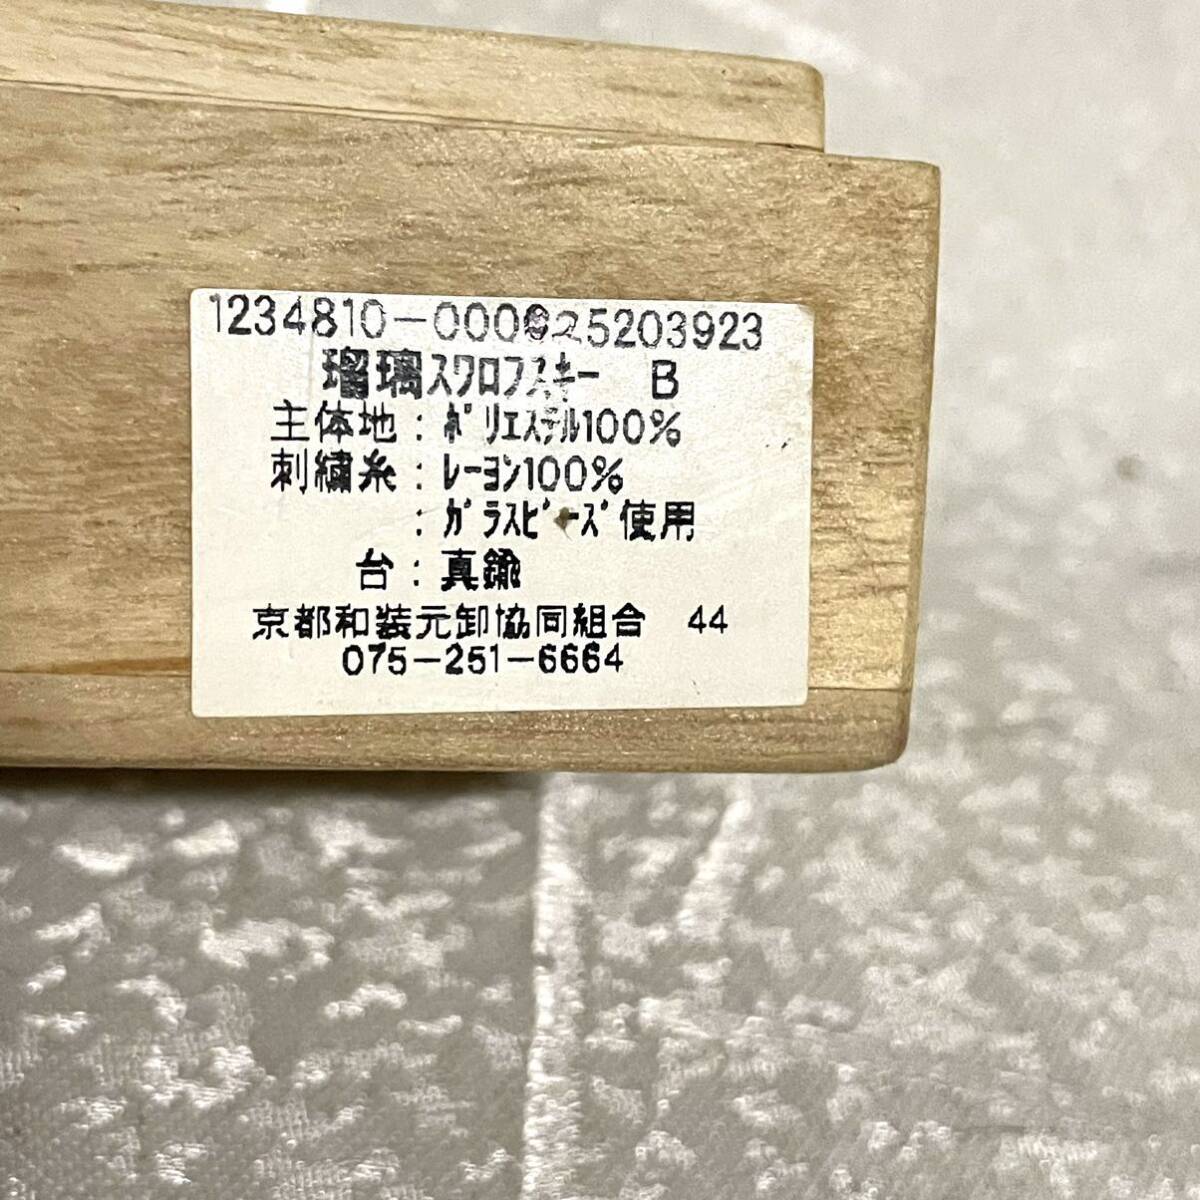 1234810-000825203923
瑠璃スワロフスキー B
主体地：ポリエステル100%
刺繍糸：レーヨン100%
：ガラスビーズ使用
台：真鍮
京都和装元卸協同組合 44
075-251-6664